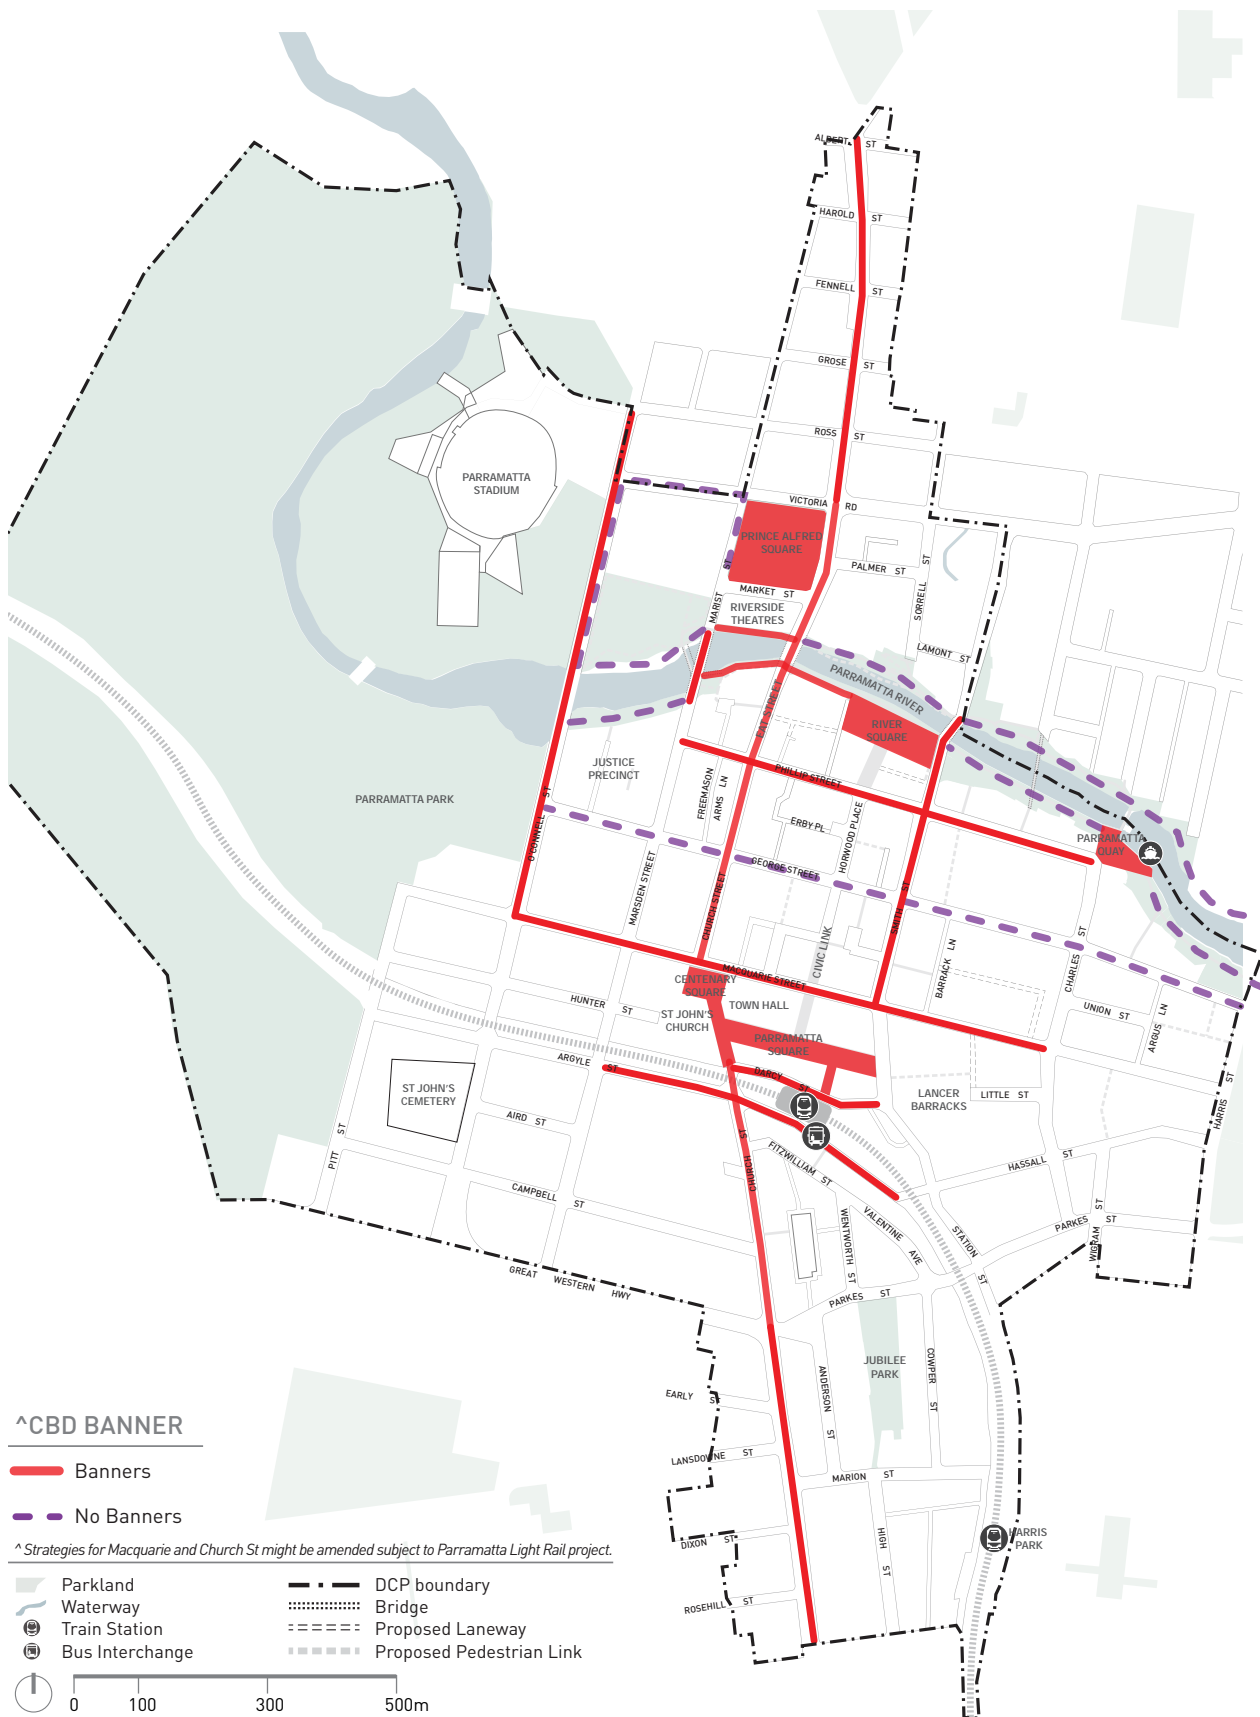 ALBERT ST
HAROLD ST
FENNELL ST
GROSE ST
ROSS ST
VICTORIA RD
PARRAMATTA
STADIUM
PRINCE ALFRED
SQUARE
PALMER ST
SORRELL ST
MARKET ST
MARIST ST
RIVERSIDE
THEATRES
LAMONT ST
PARRAMATTA RIVER
EAT STREET
RIVER
SQUARE
JUSTICE
PRECINCT
PHILLIP STREET
PARRAMATTA PARK
O'CONNELL ST
FREEMASON
ARMS LN
ERBY PL
HORWOOD PLACE
PARRAMATTA
QUAY
GEORGE STREET
MARSDEN STREET
CHURCH STREET
SMITH ST
CIVIC LINK
BARRACK LN
CHARLES ST
MACQUARIE STREET
CENTENARY
SQUARE
TOWN HALL
HUNTER ST
ST JOHN'S
CHURCH
UNION ST
ARGUS LN
PARRAMATTA
SQUARE
ARGYLE ST
DARCY ST
ST JOHN'S
CEMETERY
LANCER
BARRACKS
LITTLE ST
HARRIS ST
AIRD ST
PITT ST
CHURCH ST
FITZWILLIAM ST
HASSALL ST
CAMPBELL ST
WENTWORTH ST
VALENTINE AVE
STATION ST
PARKES ST
WIGRAM ST
GREAT WESTERN HWY
PARKES ST
JUBILEE
PARK
COWPER ST
ANDERSON ST
EARLY ST
LANSDOWNE ST
MARION ST
HIGH ST
DIXON ST
HARRIS
PARK
ROSEHILL ST
^CBD BANNER
Banners
No Banners
^ Strategies for Macquarie and Church St might be amended subject to Parramatta Light Rail project.
Parkland
Waterway
Train Station
Bus Interchange
DCP boundary
Bridge
Proposed Laneway
Proposed Pedestrian Link
0 100 300 500m